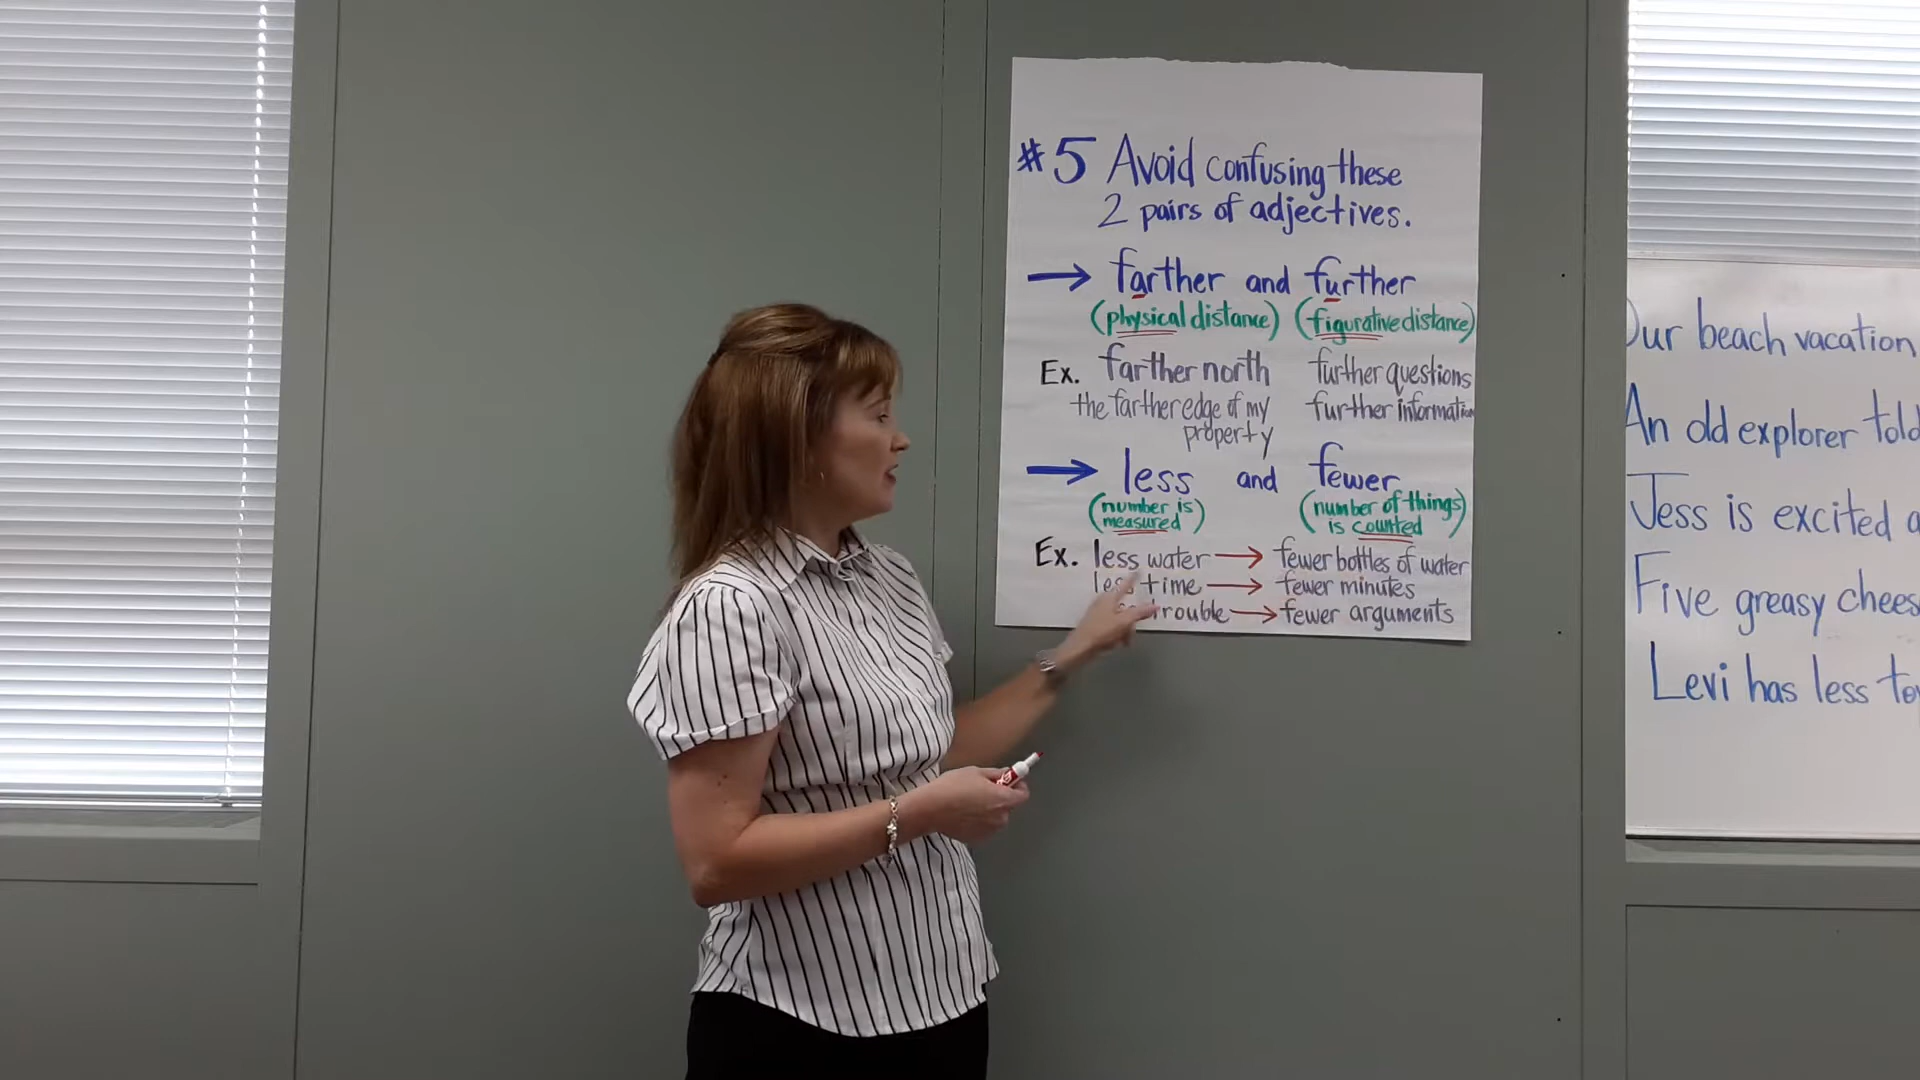 #5 Avoid confusing these
2 pairs of adjectives.
→ farther and further
(physical distance) (figurative distance)
Ex. farther north further questions
the farther edge of my further information
property
→ less and fewer
(number is measured) (number of things is counted)
Ex. less water → fewer bottles of water
less time → fewer minutes
trouble → fewer arguments
Our beach vacation
An old explorer told
Jess is excited
Five greasy
Levi has less